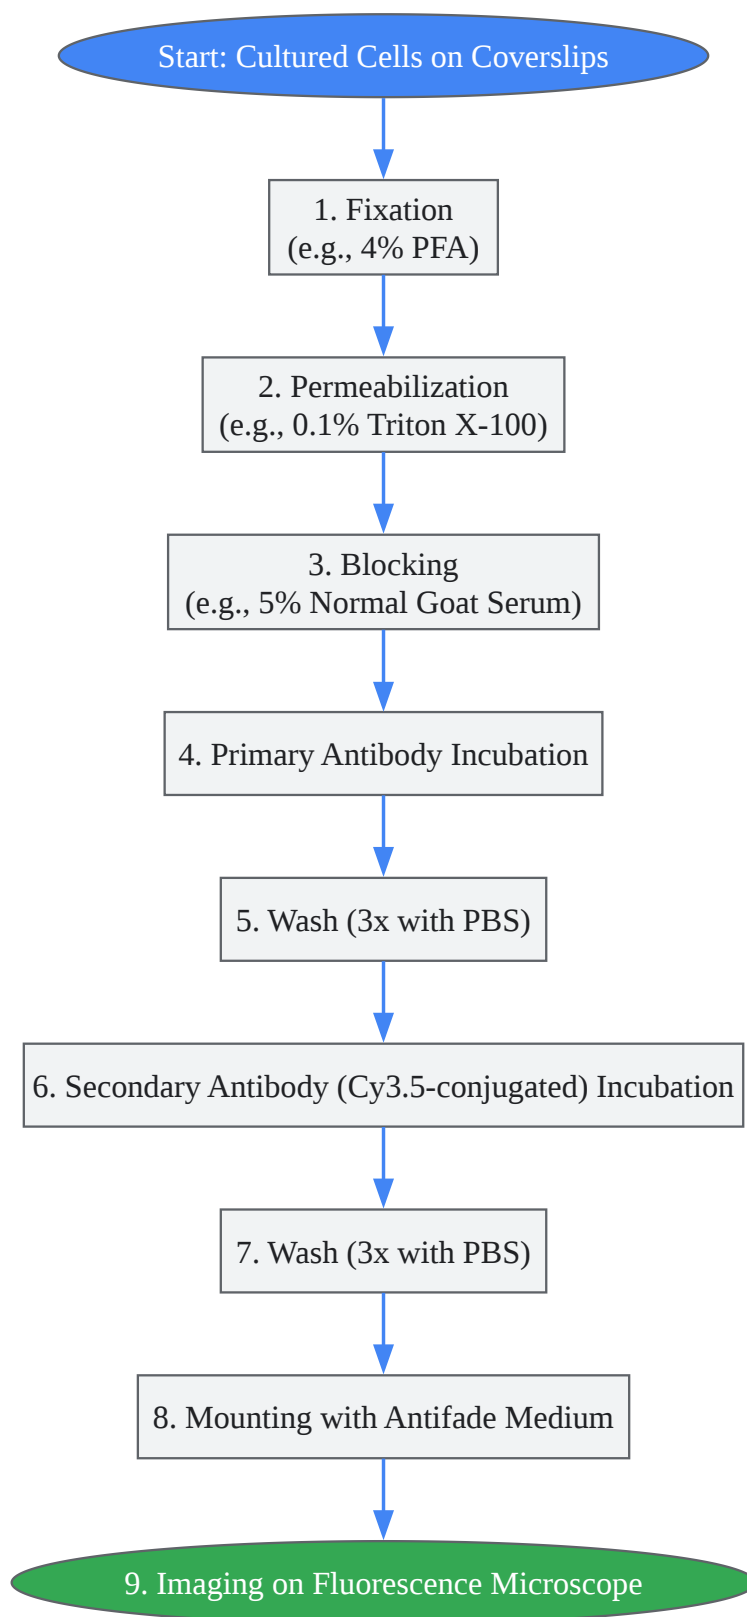 Start: Cultured Cells on Coverslips
1. Fixation
(e.g., 4% PFA)
2. Permeabilization
(e.g., 0.1% Triton X-100)
3. Blocking
(e.g., 5% Normal Goat Serum)
4. Primary Antibody Incubation
5. Wash (3x with PBS)
6. Secondary Antibody (Cy3.5-conjugated) Incubation
7. Wash (3x with PBS)
8. Mounting with Antifade Medium
9. Imaging on Fluorescence Microscope